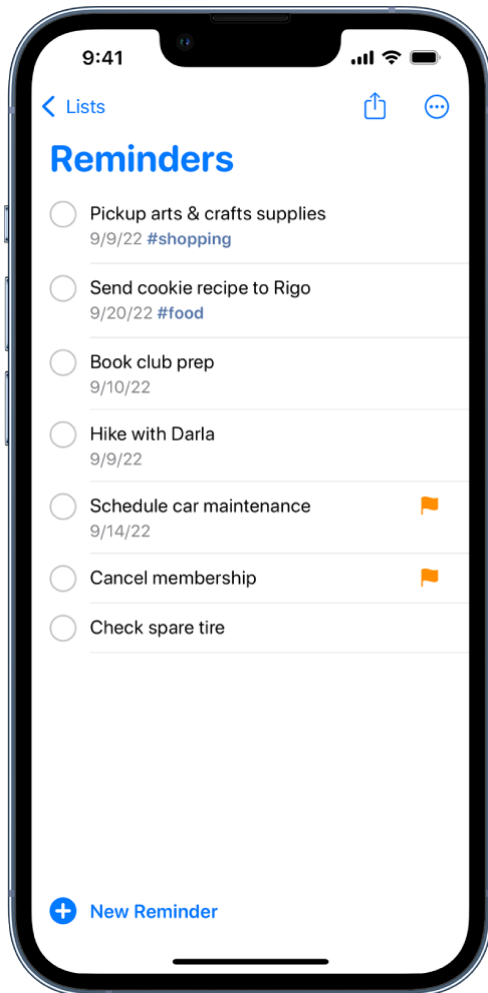 9:41
Lists
Reminders
Pickup arts & crafts supplies
9/9/22 #shopping
Send cookie recipe to Rigo
9/20/22 #food
Book club prep
9/10/22
Hike with Darla
9/9/22
Schedule car maintenance
9/14/22
Cancel membership
Check spare tire
New Reminder